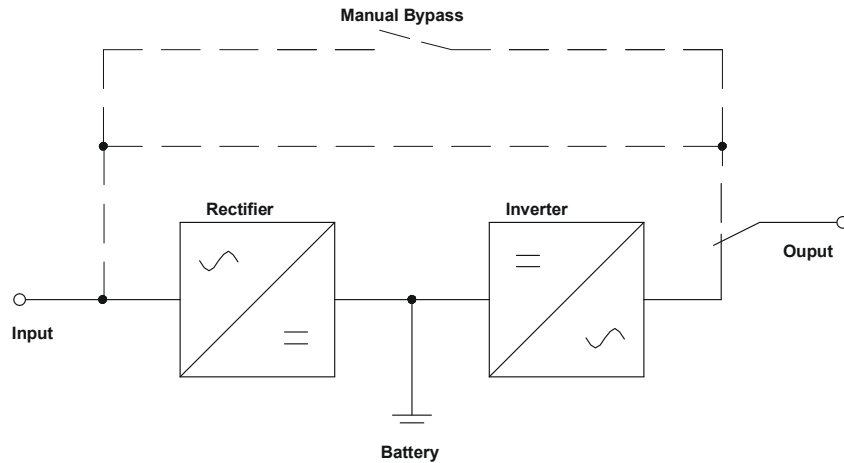 Manual Bypass
Rectifier
Inverter
Ouput
Input
Battery